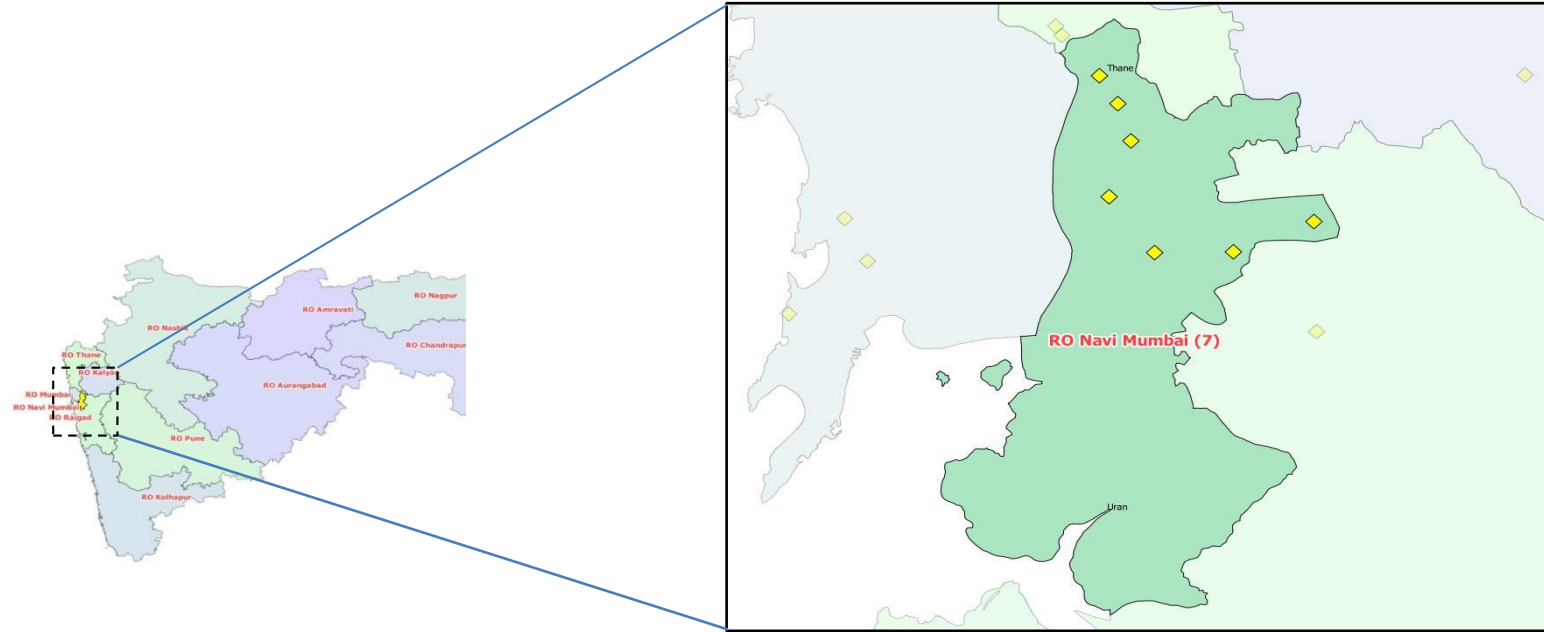 RO Nagpur
RO Amravati
RO Nashik
RO Chandrapur
RO Thane
RO Kalyan
RO Aurangabad
RO Mumbai
RO Navi Mumbai
RO Raigad
RO Pune
RO Kolhapur
Thane
RO Navi Mumbai (7)
Uran